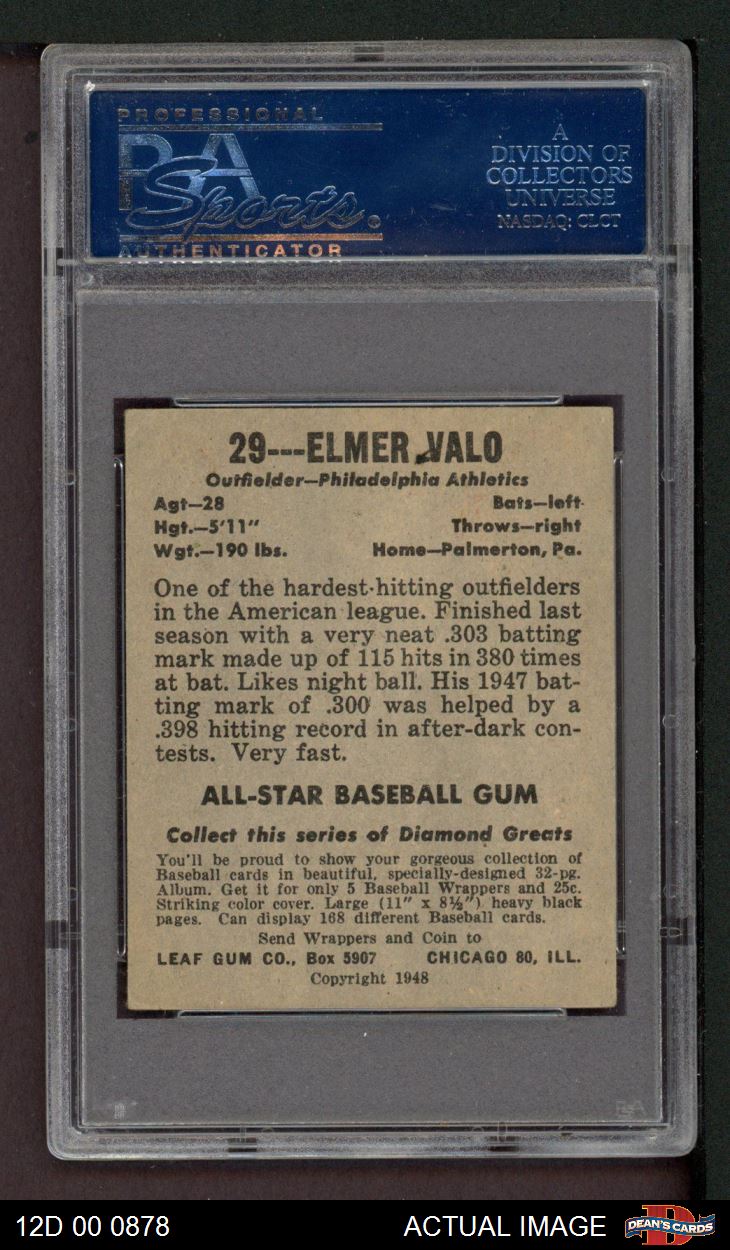 PROFESSIONAL
PSA
Sports
AUTHENTICATOR
A
DIVISION OF
COLLECTORS
UNIVERSE
NASDAQ: CLCT
29---ELMER VALO
Outfielder—Philadelphia Athletics
Agt—28 Bats—left
Hgt.—5'11" Throws—right
Wgt.—190 lbs. Home—Palmerton, Pa.
One of the hardest-hitting outfielders
in the American league. Finished last
season with a very neat .303 batting
mark made up of 115 hits in 380 times
at bat. Likes night ball. His 1947 bat-
ting mark of .300 was helped by a
.398 hitting record in after-dark con-
tests. Very fast.
ALL-STAR BASEBALL GUM
Collect this series of Diamond Greats
You'll be proud to show your gorgeous collection of
Baseball cards in beautiful, specially-designed 32-pg.
Album. Get it for only 5 Baseball Wrappers and 25c.
Striking color cover. Large (11" x 8½") heavy black
pages. Can display 168 different Baseball cards.
Send Wrappers and Coin to
LEAF GUM CO., Box 5907 CHICAGO 80, ILL.
Copyright 1948
12D 00 0878 ACTUAL IMAGE DEAN'S CARDS